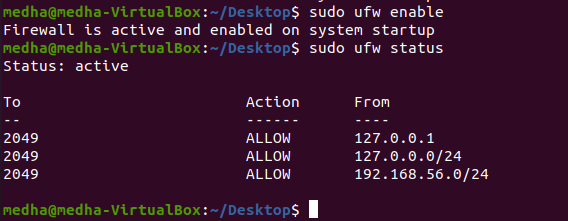 medha@medha-VirtualBox:~/Desktop$ sudo ufw enable
Firewall is active and enabled on system startup
medha@medha-VirtualBox:~/Desktop$ sudo ufw status
Status: active
To Action From
-- ------ ----
2049 ALLOW 127.0.0.1
2049 ALLOW 127.0.0.0/24
2049 ALLOW 192.168.56.0/24
medha@medha-VirtualBox:~/Desktop$